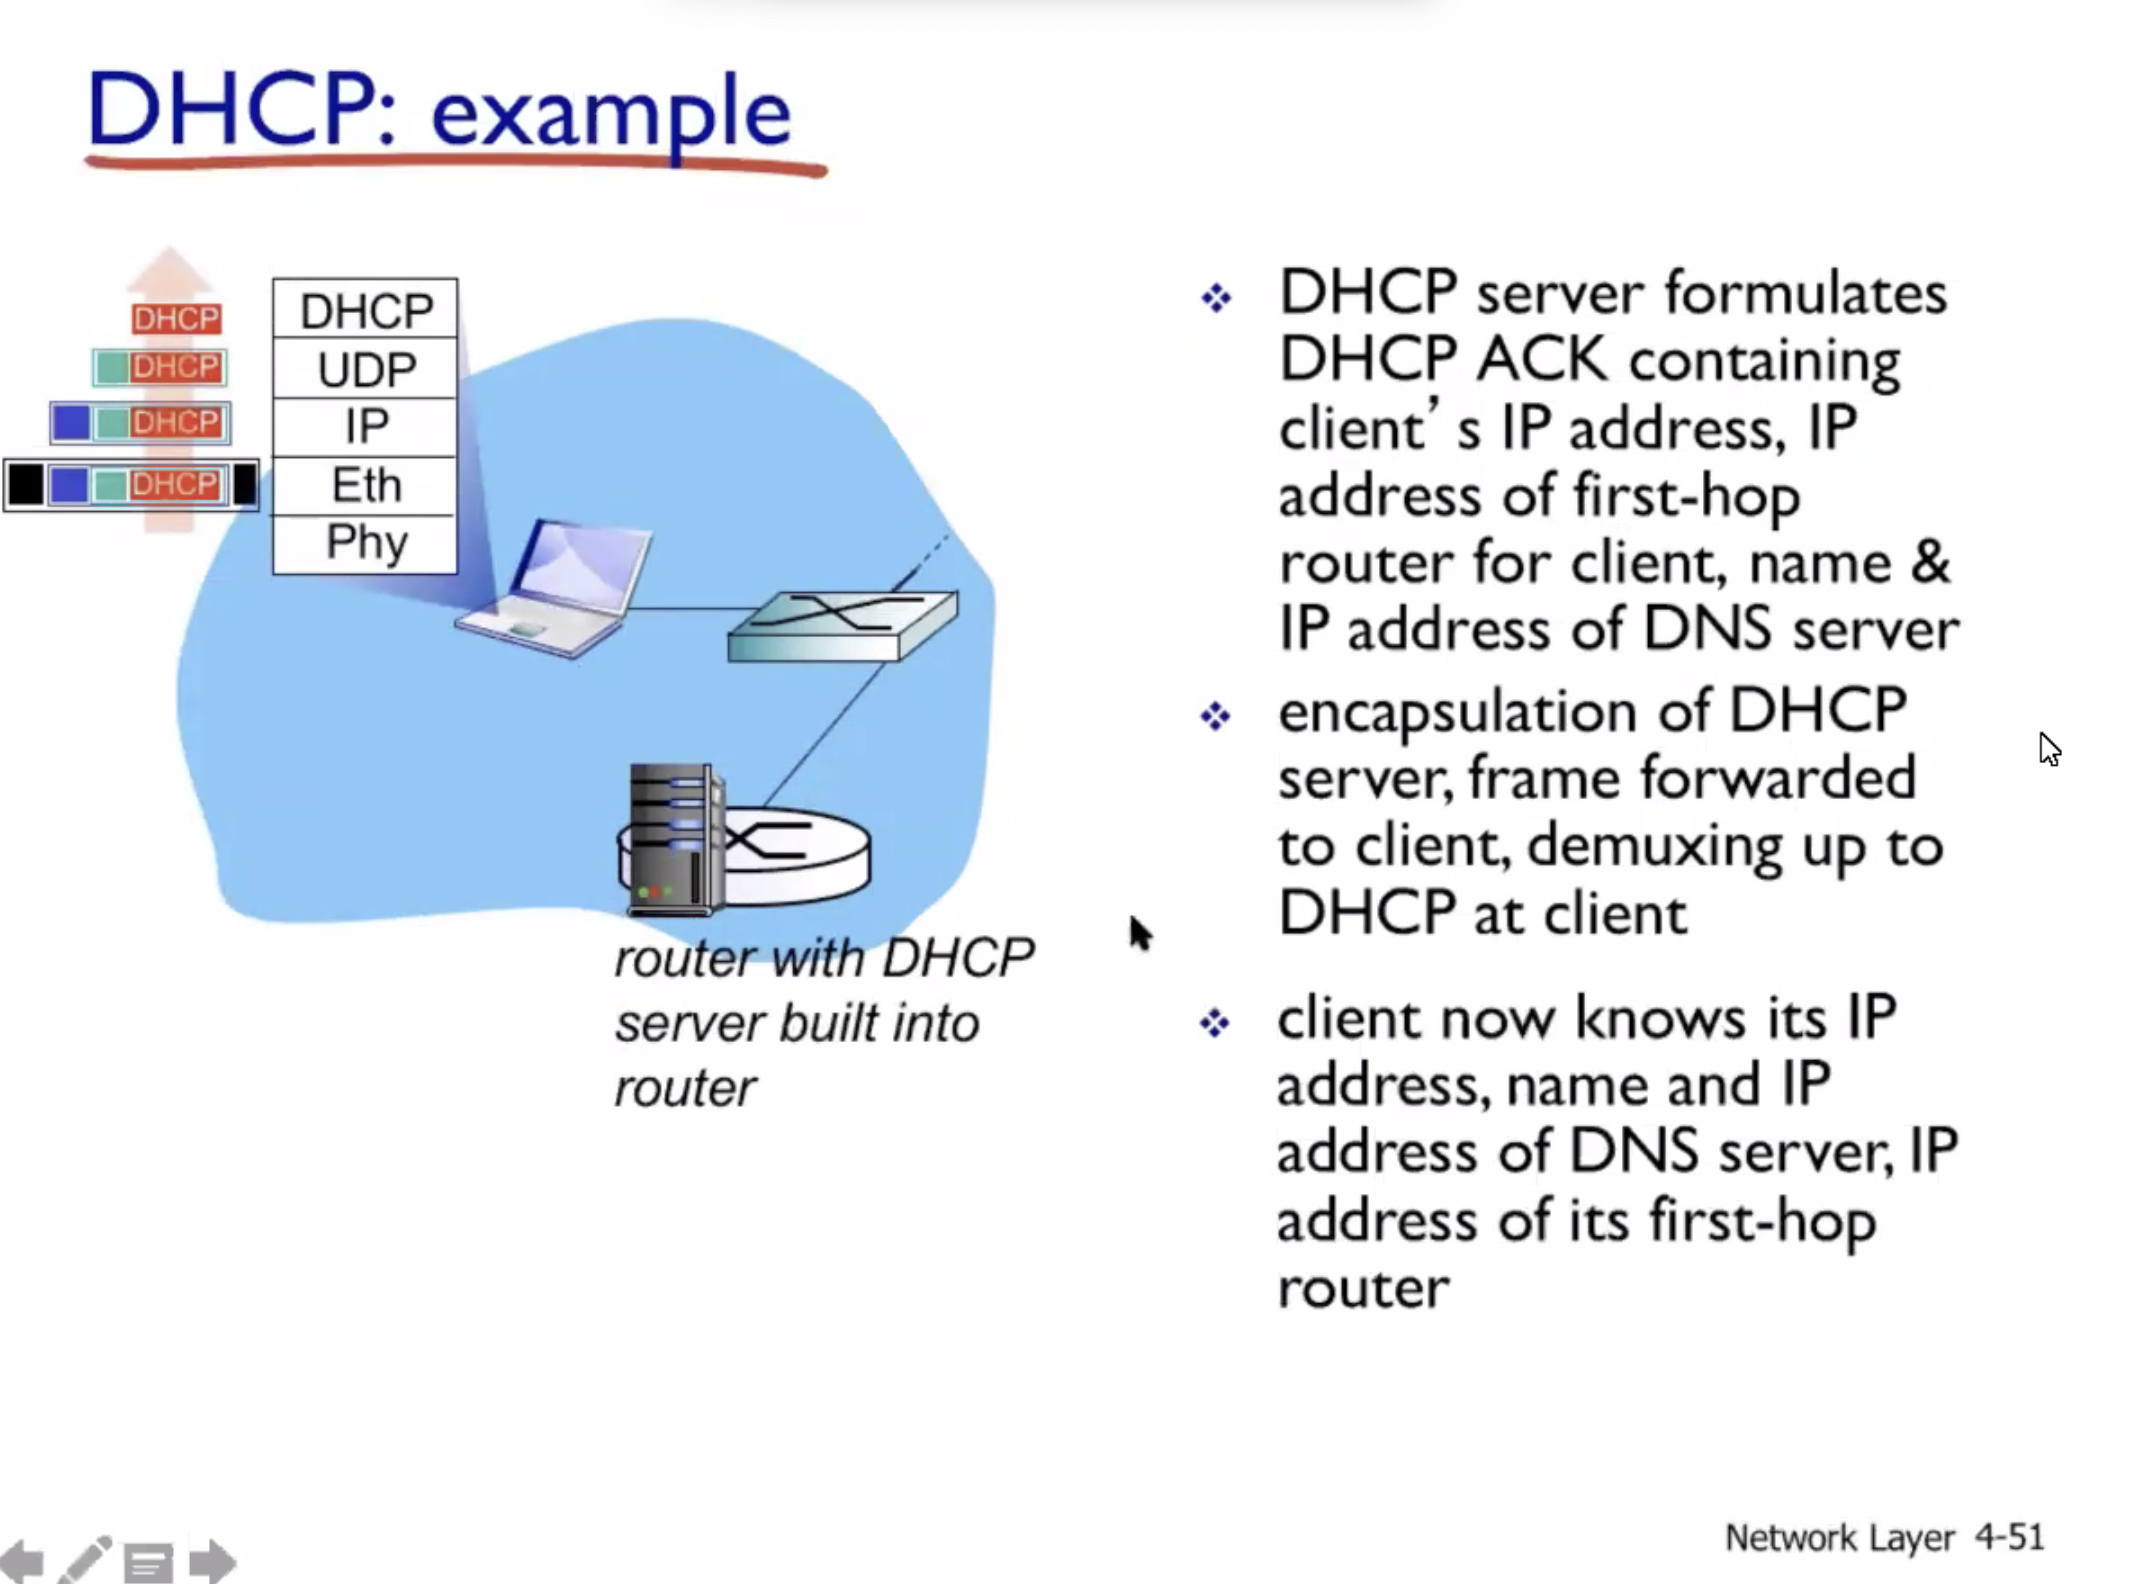 DHCP: example
DHCP
DHCP
DHCP
DHCP
DHCP
UDP
IP
Eth
Phy
router with DHCP
server built into
router
DHCP server formulates
DHCP ACK containing
client’ s IP address, IP
address of first-hop
router for client, name &
IP address of DNS server
encapsulation of DHCP
server, frame forwarded
to client, demuxing up to
DHCP at client
client now knows its IP
address, name and IP
address of DNS server, IP
address of its first-hop
router
Network Layer 4-51